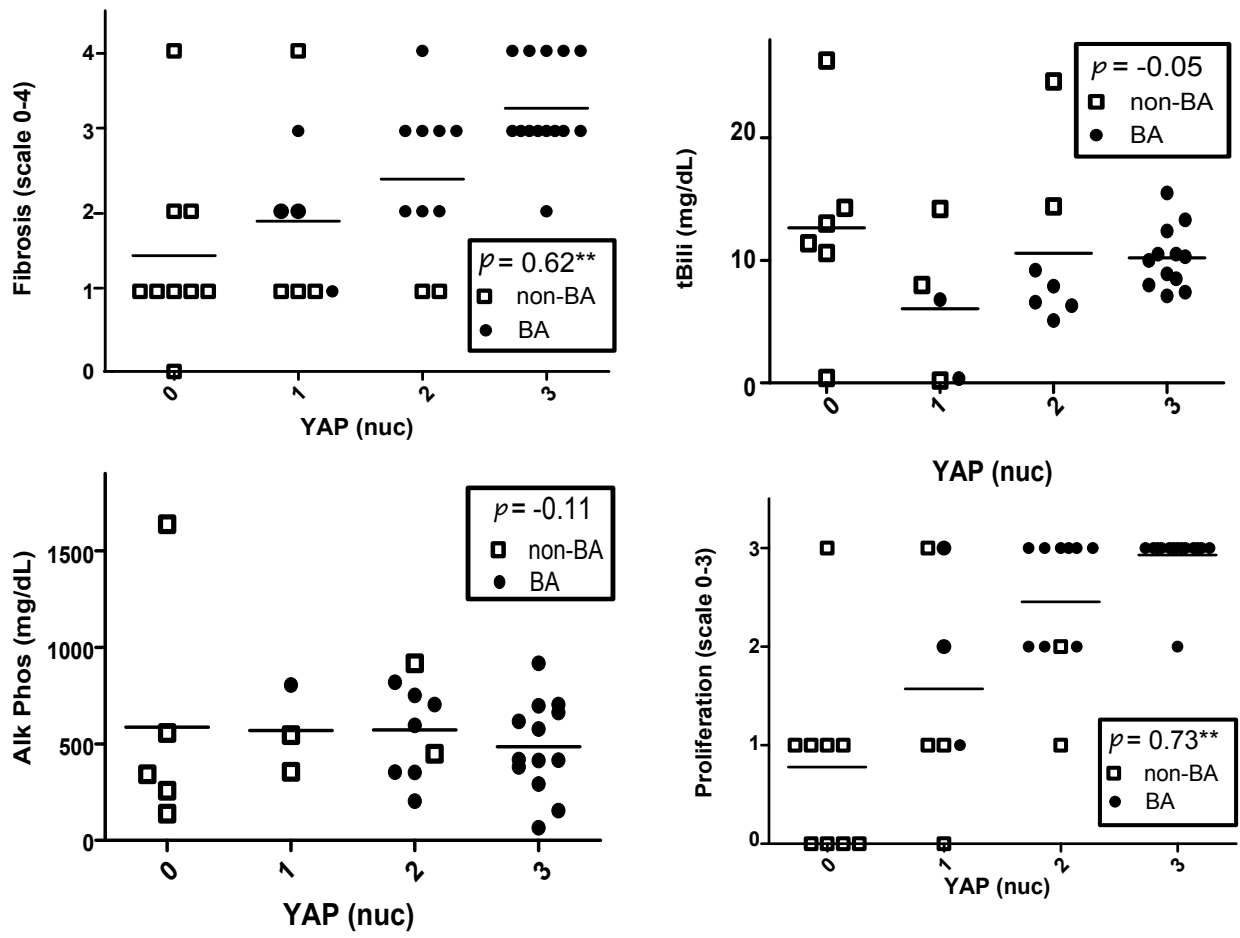 Fibrosis (scale 0-4)
4
3
2
1
0
0
1
2
3
YAP (nuc)
p = 0.62**
non-BA
BA
tBili (mg/dL)
20
10
0
0
1
2
3
YAP (nuc)
p = -0.05
non-BA
BA
Alk Phos (mg/dL)
1500
1000
500
0
0
1
2
3
YAP (nuc)
p = -0.11
non-BA
BA
Proliferation (scale 0-3)
3
2
1
0
0
1
2
3
YAP (nuc)
p = 0.73**
non-BA
BA